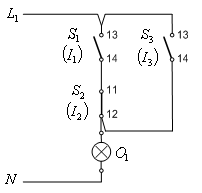 L1
S1 13 S3 13
(I1) 14 (I3) 14
S2 11
(I2) 12
O1
N